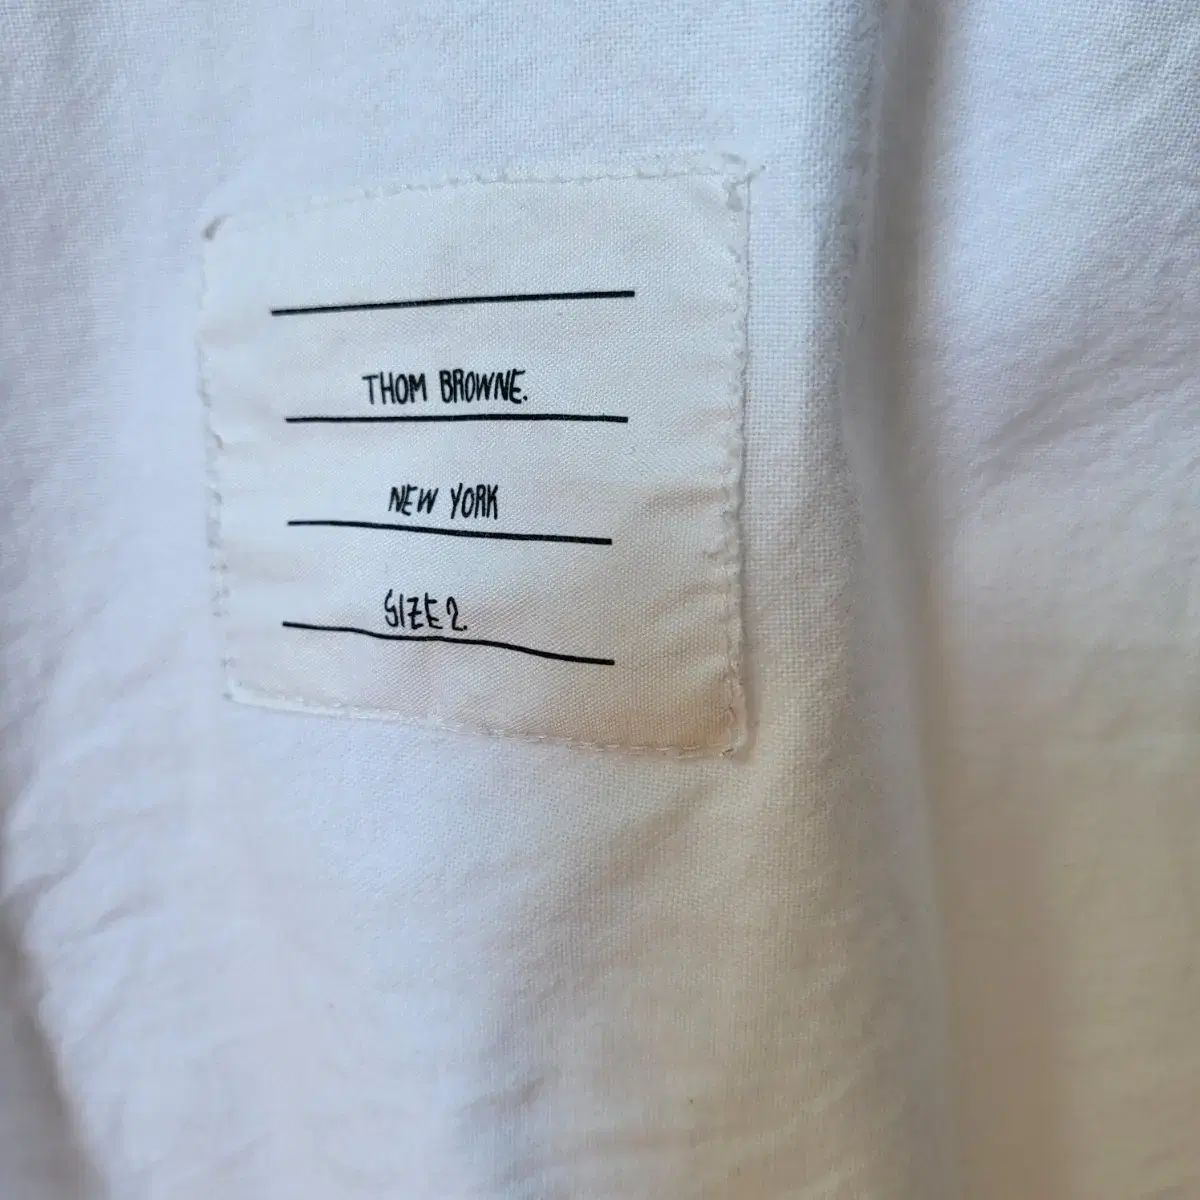 THOM BROWNE.
NEW YORK
SIZE 2.